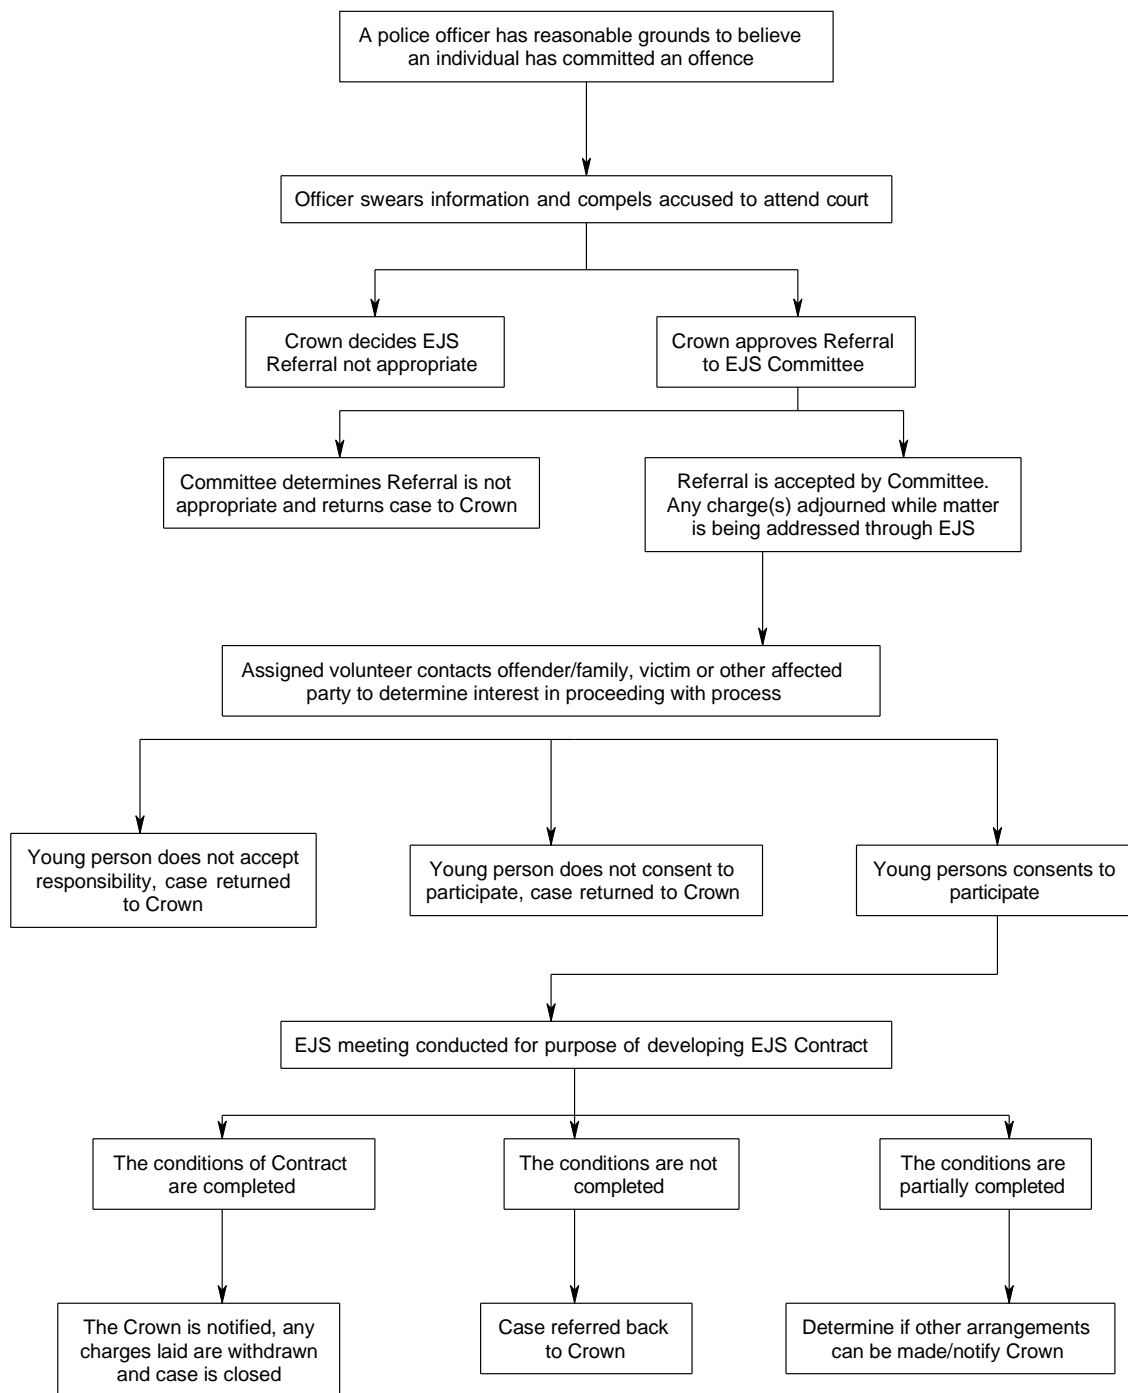 A police officer has reasonable grounds to believe
an individual has committed an offence
Officer swears information and compels accused to attend court
Crown decides EJS
Referral not appropriate
Crown approves Referral
to EJS Committee
Committee determines Referral is not
appropriate and returns case to Crown
Referral is accepted by Committee.
Any charge(s) adjourned while matter
is being addressed through EJS
Assigned volunteer contacts offender/family, victim or other affected
party to determine interest in proceeding with process
Young person does not accept
responsibility, case returned
to Crown
Young person does not consent to
participate, case returned to Crown
Young persons consents to
participate
EJS meeting conducted for purpose of developing EJS Contract
The conditions of Contract
are completed
The conditions are not
completed
The conditions are
partially completed
The Crown is notified, any
charges laid are withdrawn
and case is closed
Case referred back
to Crown
Determine if other arrangements
can be made/notify Crown